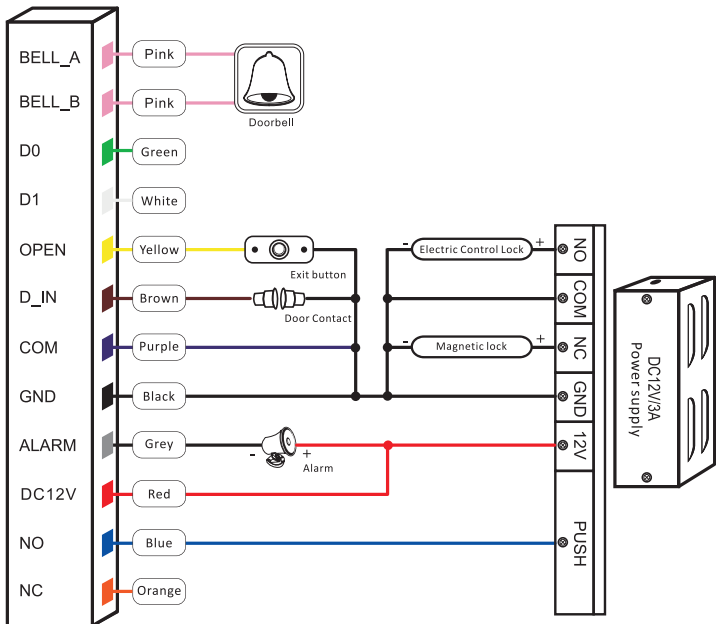 BELL_A
Pink
BELL_B
Pink
Doorbell
D0
Green
D1
White
OPEN
Yellow
Exit button
- Electric Control Lock +
NO
D_IN
Brown
Door Contact
COM
COM
Purple
- Magnetic lock +
NC
GND
Black
GND
ALARM
Grey
- +
Alarm
12V
DC12V
Red
NO
Blue
PUSH
NC
Orange
DC12V/3A
Power supply